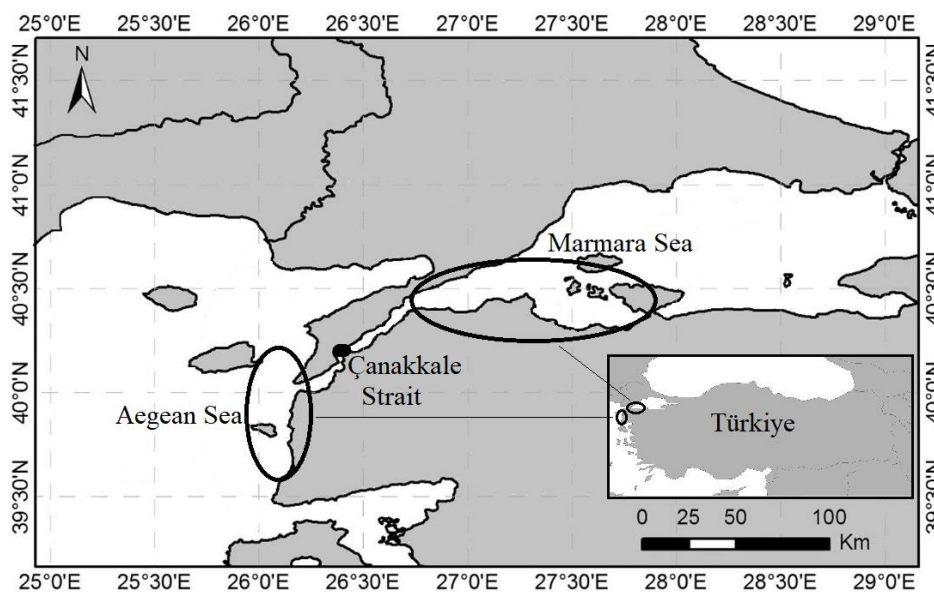 25°0'E 25°30'E 26°0'E 26°30'E 27°0'E 27°30'E 28°0'E 28°30'E 29°0'E
N
41°30'N 41°30'N
41°0'N 41°0'N
Marmara Sea
40°30'N 40°30'N
Çanakkale
Strait
40°0'N 40°0'N
Aegean Sea
Türkiye
39°30'N 39°30'N
0 25 50 100
Km
25°0'E 25°30'E 26°0'E 26°30'E 27°0'E 27°30'E 28°0'E 28°30'E 29°0'E